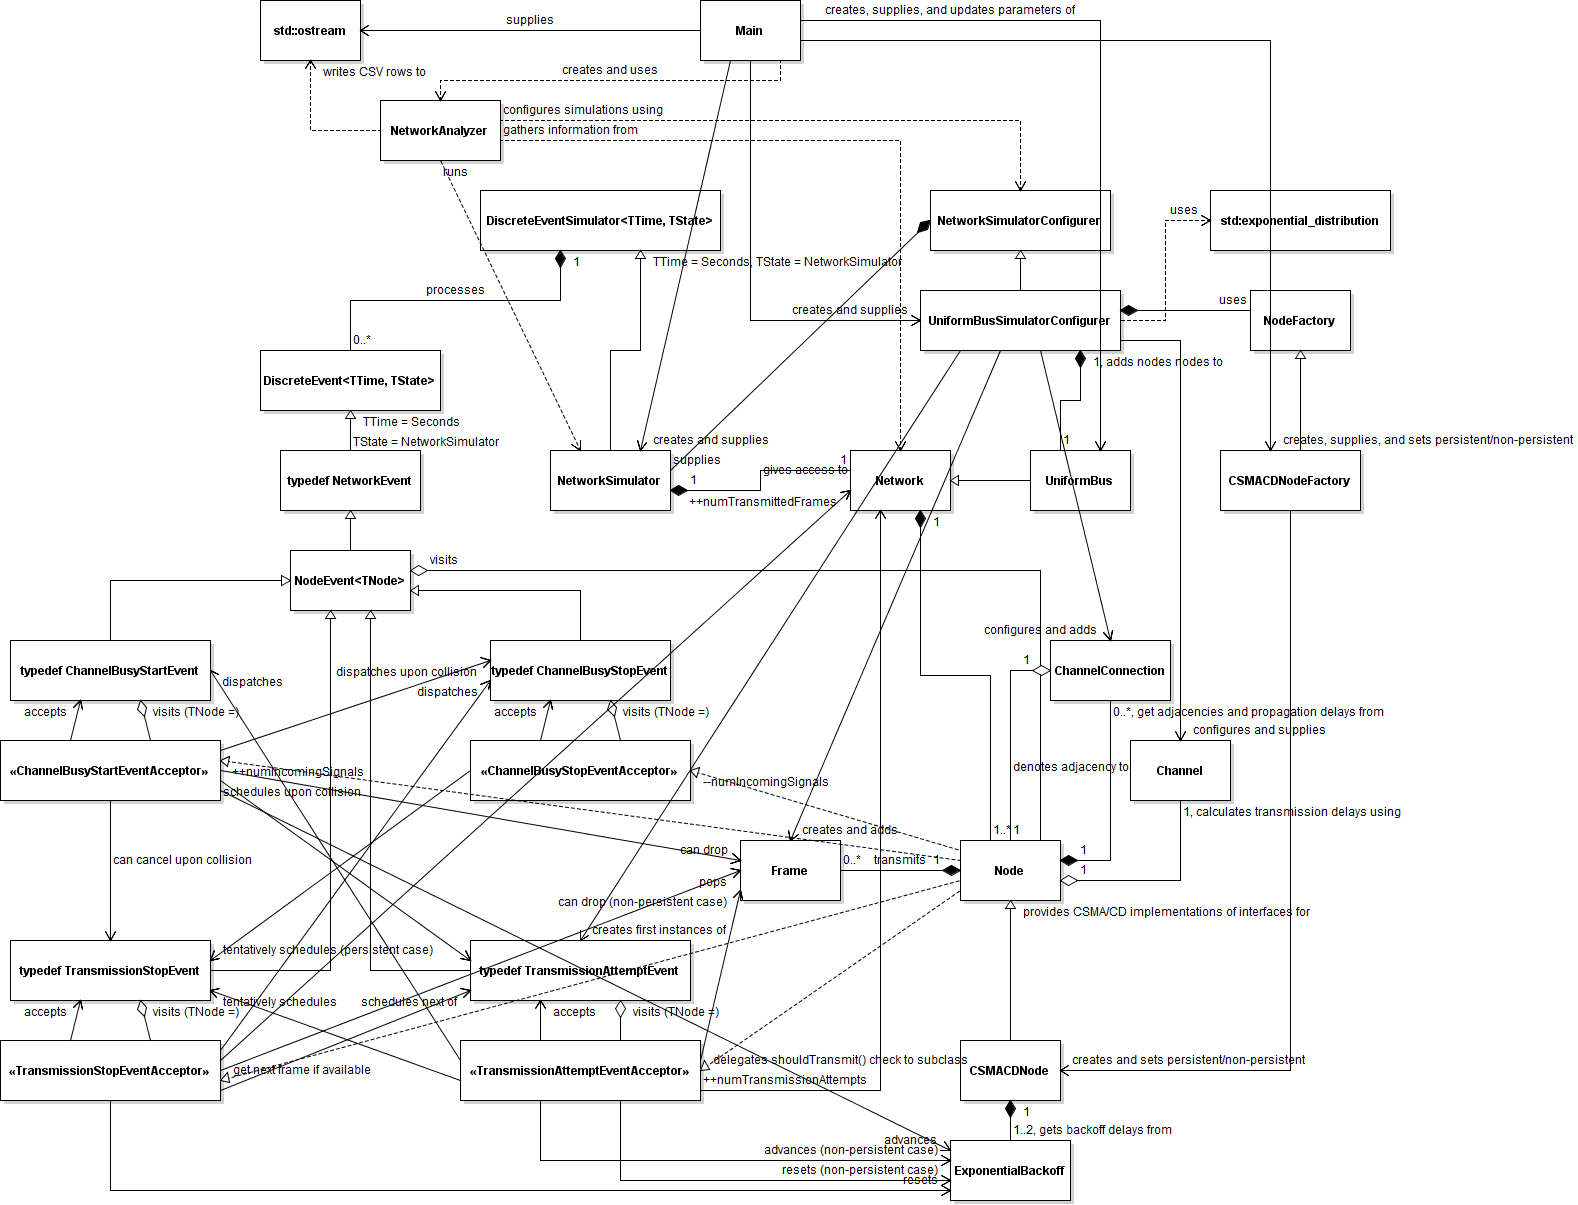 creates, supplies, and updates parameters of
supplies
std::ostream
Main
writes CSV rows to
creates and uses
configures simulations using
NetworkAnalyzer
gathers information from
runs
DiscreteEventSimulator<TTime, TState>
NetworkSimulatorConfigurer
uses
std:exponential_distribution
1
TTime = Seconds, TState = NetworkSimulator
processes
creates and supplies
UniformBusSimulatorConfigurer
uses
NodeFactory
0..*
1, adds nodes nodes to
DiscreteEvent<TTime, TState>
TTime = Seconds
TState = NetworkSimulator
creates and supplies
1
creates, supplies, and sets persistent/non-persistent
supplies
1
gives access to
typedef NetworkEvent
NetworkSimulator
1
Network
UniformBus
CSMACDNodeFactory
++numTransmittedFrames
1
visits
NodeEvent<TNode>
configures and adds
1
typedef ChannelBusyStartEvent
dispatches upon collision
typedef ChannelBusyStopEvent
ChannelConnection
dispatches
dispatches
accepts
visits (TNode =)
accepts
visits (TNode =)
0..*, get adjacencies and propagation delays from
configures and supplies
«ChannelBusyStartEventAcceptor»
++numIncomingSignals
«ChannelBusyStopEventAcceptor»
--numIncomingSignals
denotes adjacency to
Channel
schedules upon collision
1, calculates transmission delays using
creates and adds
1..*
1
can drop
1
can cancel upon collision
0..*
transmits
1
Frame
Node
1
pops
can drop (non-persistent case)
provides CSMA/CD implementations of interfaces for
creates first instances of
tentatively schedules (persistent case)
typedef TransmissionStopEvent
typedef TransmissionAttemptEvent
tentatively schedules
schedules next of
accepts
visits (TNode =)
accepts
visits (TNode =)
delegates shouldTransmit() check to subclass
creates and sets persistent/non-persistent
«TransmissionStopEventAcceptor»
get next frame if available
«TransmissionAttemptEventAcceptor»
++numTransmissionAttempts
CSMACDNode
1
1..2, gets backoff delays from
advances
advances (non-persistent case)
resets (non-persistent case)
resets
ExponentialBackoff